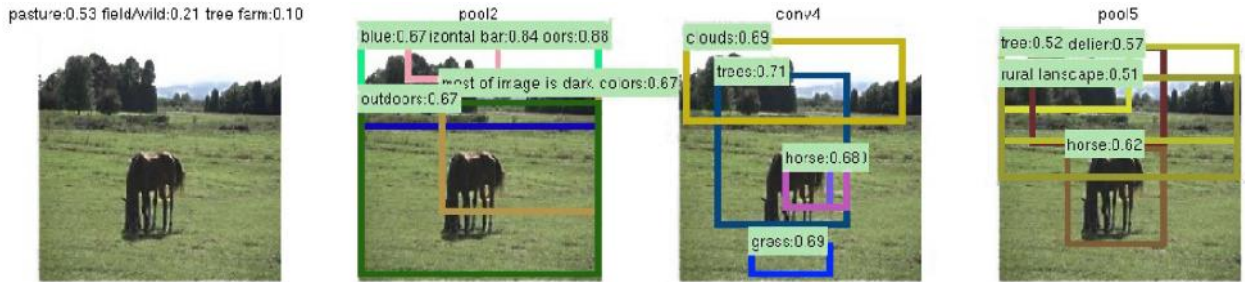 pasture:0.53 field/wild:0.21 tree farm:0.10
pool2
blue:0.67 izontal bar:0.84 oors:0.88
most of image is dark colors:0.67
outdoors:0.67
conv4
clouds:0.69
trees:0.71
horse:0.68)
grass:0.69
pool5
tree:0.52 delier:0.57
rural lanscape:0.51
horse:0.62